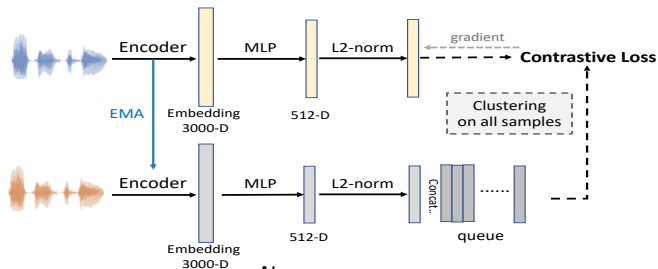 Encoder MLP L2-norm gradient Contrastive Loss
Embedding
3000-D
512-D
EMA
Clustering
on all samples
Encoder MLP L2-norm Concat.. ......
Embedding
3000-D
512-D
queue